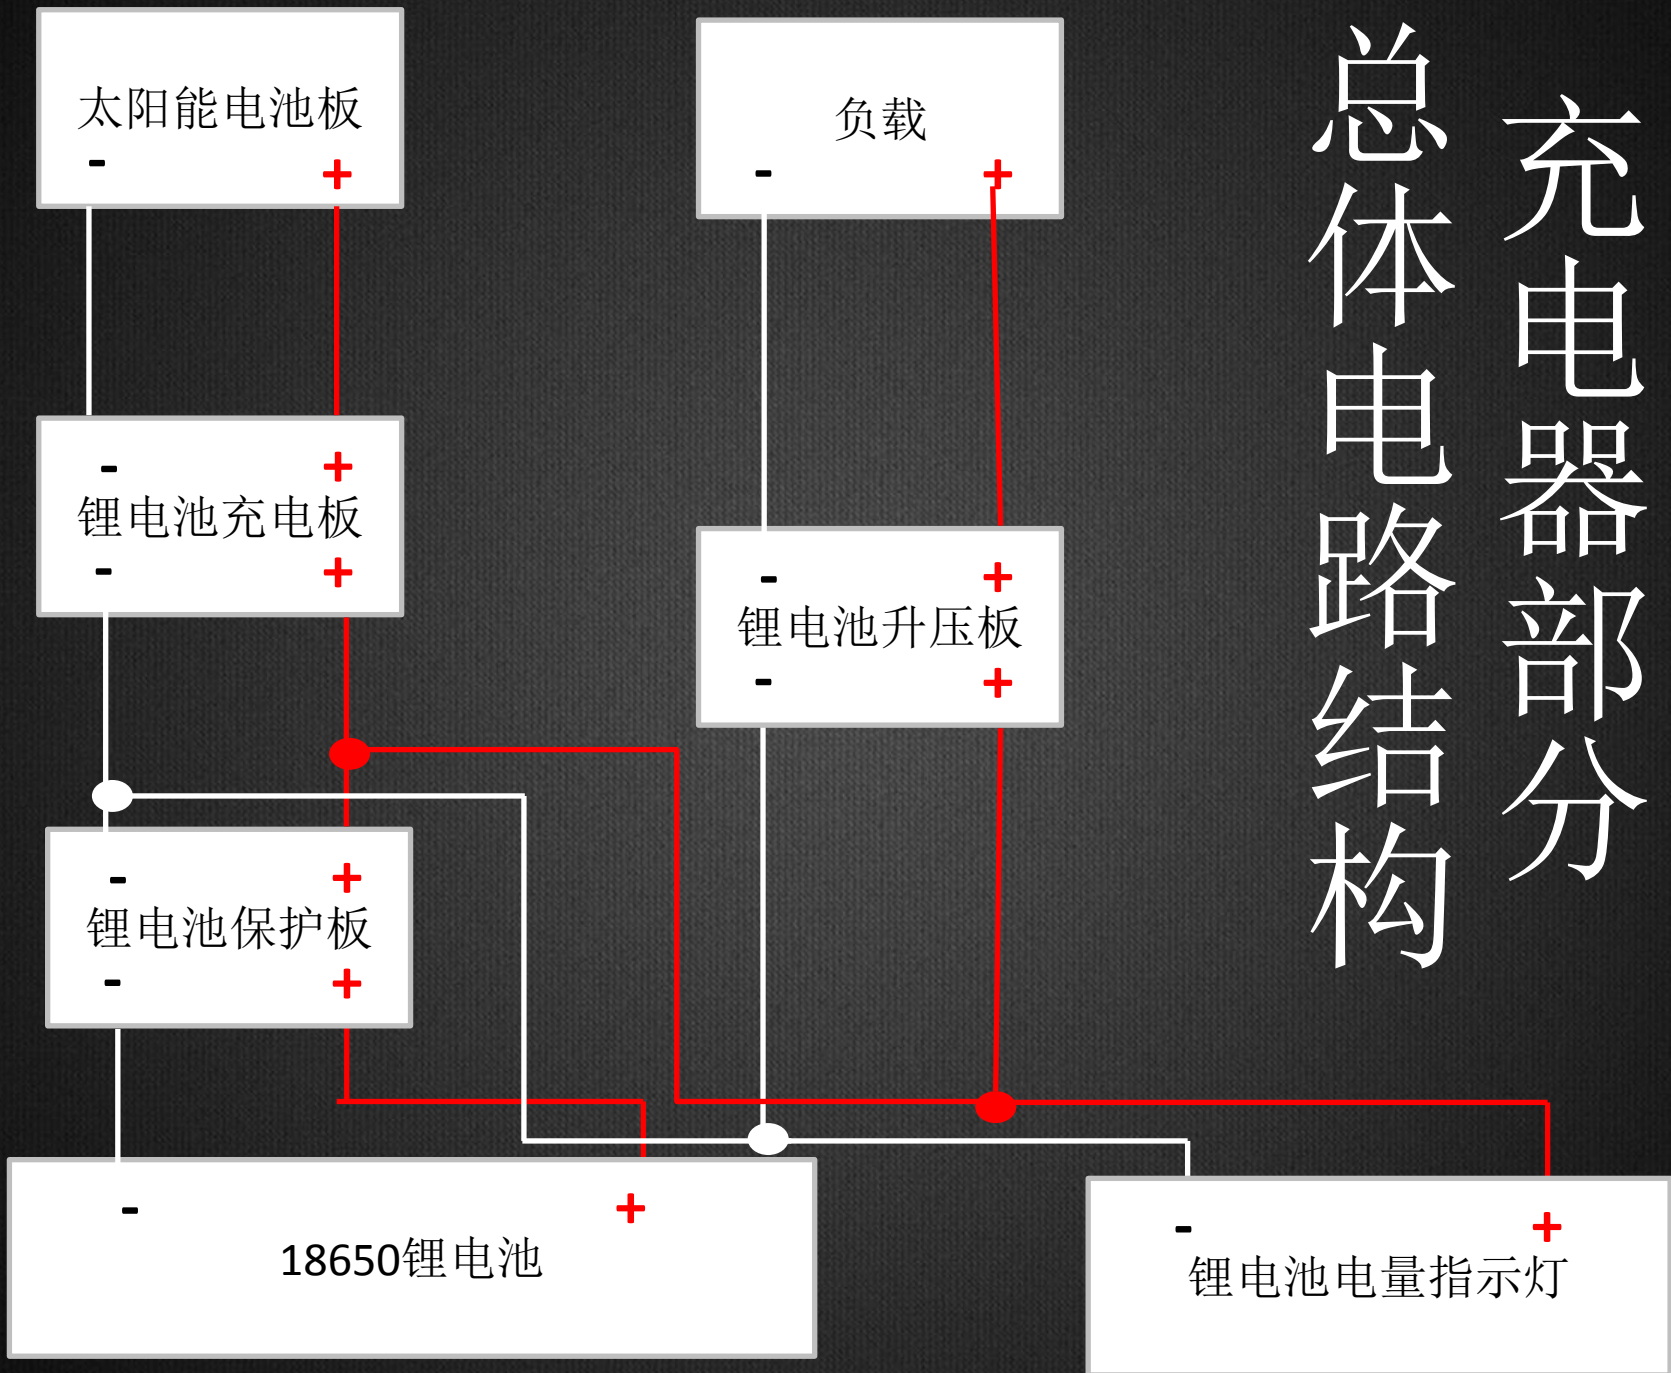 充电器部分
总体电路结构
太阳能电池板
- +
负载
- +
- +
锂电池充电板
- +
- +
锂电池升压板
- +
- +
锂电池保护板
- +
- +
18650锂电池
- +
锂电池电量指示灯